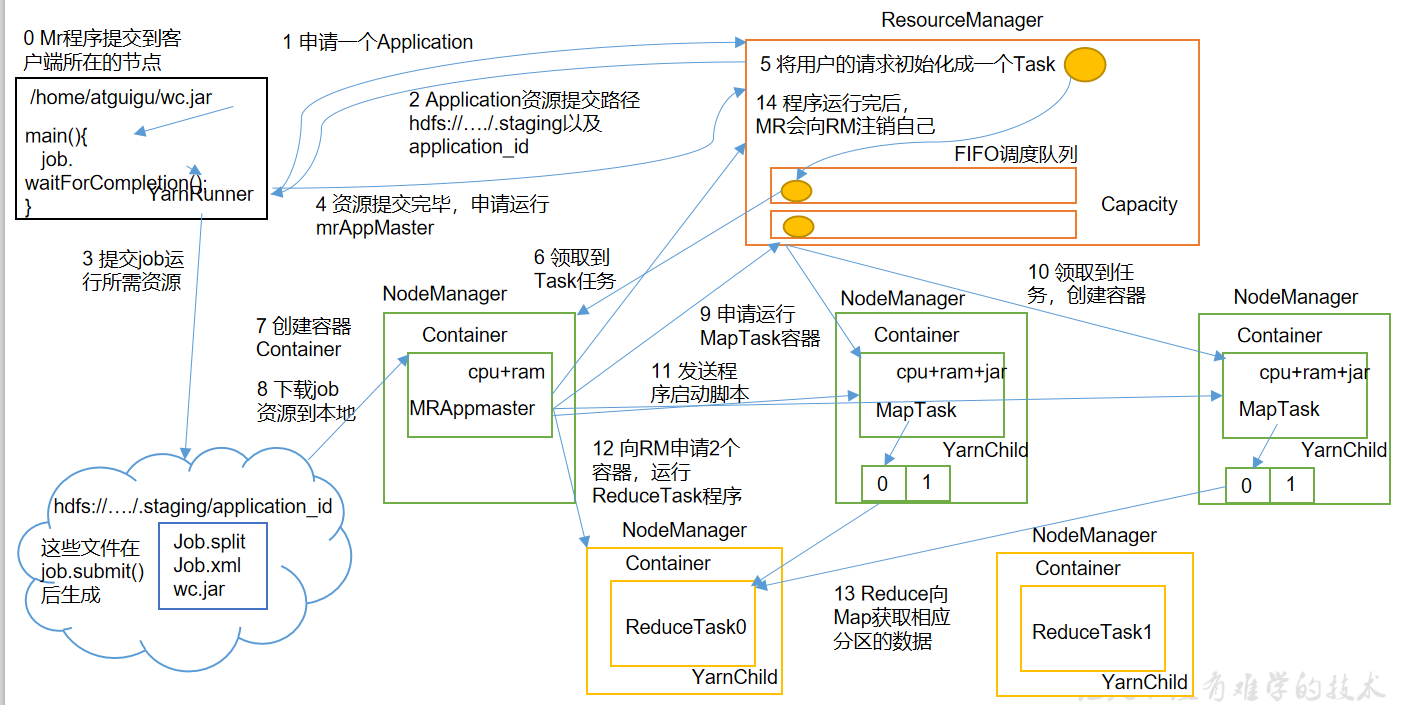 ResourceManager
0 Mr程序提交到客
户端所在的节点
1 申请一个Application
5 将用户的请求初始化成一个Task
/home/atguigu/wc.jar
main(){
job.
waitForCompletion();
}
YarnRunner
2 Application资源提交路径
hdfs://…./.staging以及
application_id
14 程序运行完后，
MR会向RM注销自己
FIFO调度队列
Capacity
4 资源提交完毕，申请运行
mrAppMaster
3 提交job运
行所需资源
6 领取到
Task任务
10 领取到任
务，创建容器
NodeManager
Container
cpu+ram
MRAppmaster
7 创建容器
Container
8 下载job
资源到本地
9 申请运行
MapTask容器
11 发送程
序启动脚本
NodeManager
Container
cpu+ram+jar
MapTask
YarnChild
0 1
NodeManager
Container
cpu+ram+jar
MapTask
YarnChild
0 1
12 向RM申请2个
容器，运行
ReduceTask程序
hdfs://…./.staging/application_id
这些文件在
job.submit()
后生成
Job.split
Job.xml
wc.jar
NodeManager
Container
ReduceTask0
YarnChild
13 Reduce向
Map获取相应
分区的数据
NodeManager
Container
ReduceTask1
YarnChild
有难学的技术